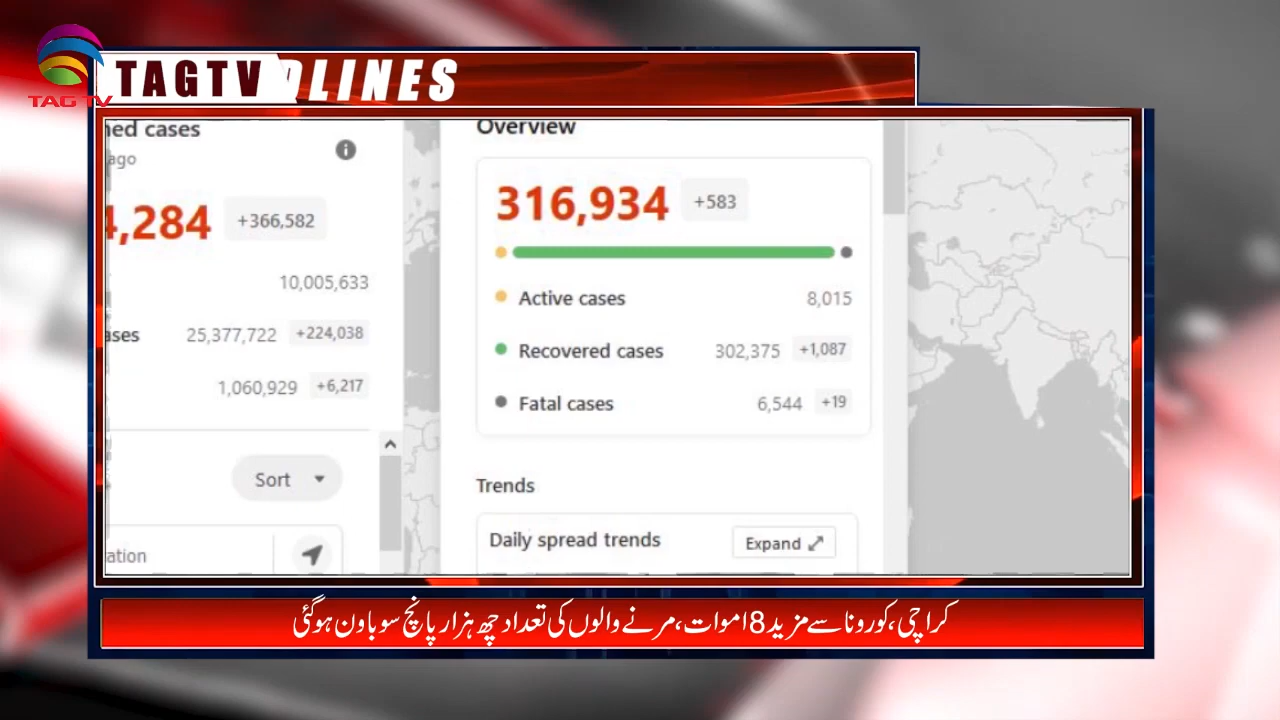 TAG TV
TAGTV
DLINES
ned cases
ago
4,284 +366,582
10,005,633
ases 25,377,722 +224,038
1,060,929 +6,217
Sort
ation
Overview
316,934 +583
Active cases 8,015
Recovered cases 302,375 +1,087
Fatal cases 6,544 +19
Trends
Daily spread trends Expand
کراچی، کورونا سے مزید 8 اموات، مرنے والوں کی تعداد چھ ہزار پانچ سو باون ہوگئی